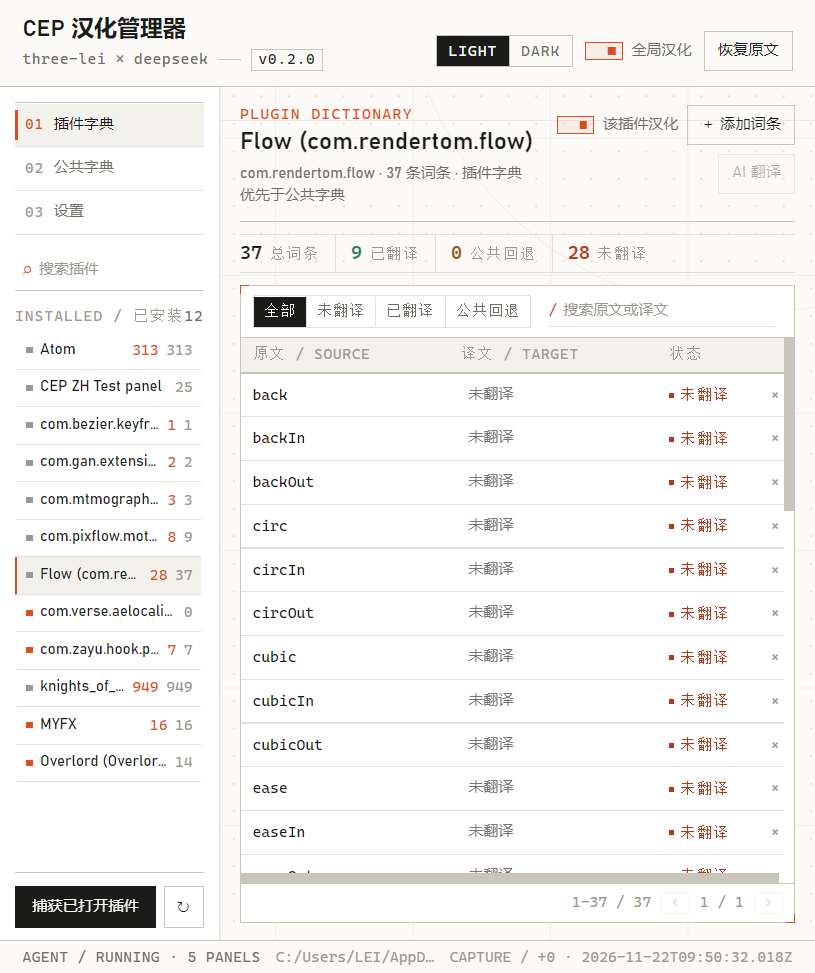 CEP 汉化管理器
three-lei × deepseek
v0.2.0
LIGHT DARK
全局汉化
恢复原文
01 插件字典
02 公共字典
03 设置
搜索插件
INSTALLED / 已安装12
Atom 313 313
CEP ZH Test panel 25
com.bezier.keyfr… 1 1
com.gan.extensi… 2 2
com.mtmograph… 3 3
com.pixflow.mot… 8 9
Flow (com.re… 28 37
com.verse.aelocali… 0
com.zayu.hook.p… 7 7
knights_of_… 949 949
MYFX 16 16
Overlord (Overlor… 14
捕获已打开插件 ↻
PLUGIN DICTIONARY
Flow (com.rendertom.flow)
com.rendertom.flow · 37 条词条 · 插件字典
优先于公共字典
该插件汉化
+ 添加词条
AI 翻译
37 总词条 9 已翻译 0 公共回退 28 未翻译
全部 未翻译 已翻译 公共回退 / 搜索原文或译文
原文 / SOURCE 译文 / TARGET 状态
back 未翻译 未翻译 ×
backIn 未翻译 未翻译 ×
backOut 未翻译 未翻译 ×
circ 未翻译 未翻译 ×
circIn 未翻译 未翻译 ×
circOut 未翻译 未翻译 ×
cubic 未翻译 未翻译 ×
cubicIn 未翻译 未翻译 ×
cubicOut 未翻译 未翻译 ×
ease 未翻译 未翻译 ×
easeIn 未翻译 未翻译 ×
1–37 / 37 ‹ 1 / 1 ›
AGENT / RUNNING · 5 PANELS C:/Users/LEI/AppD… CAPTURE / +0 · 2026-11-22T09:50:32.018Z